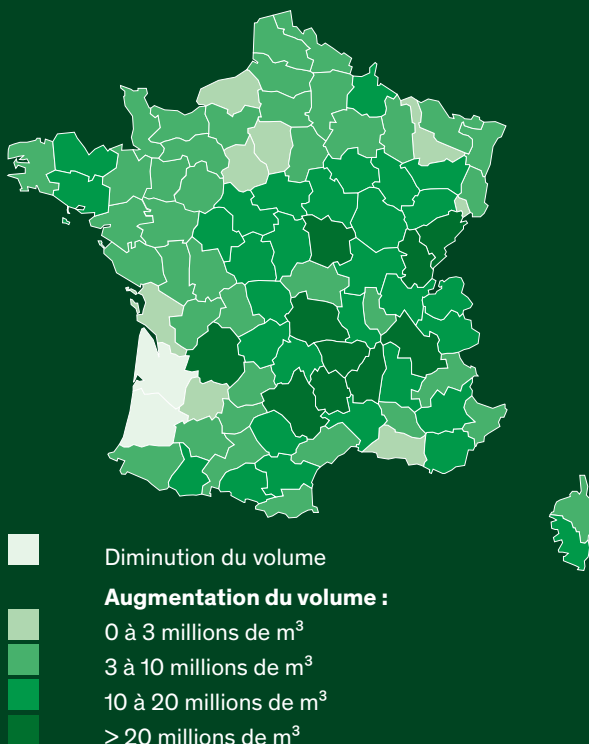 Diminution du volume
Augmentation du volume :
0 à 3 millions de m³
3 à 10 millions de m³
10 à 20 millions de m³
> 20 millions de m³